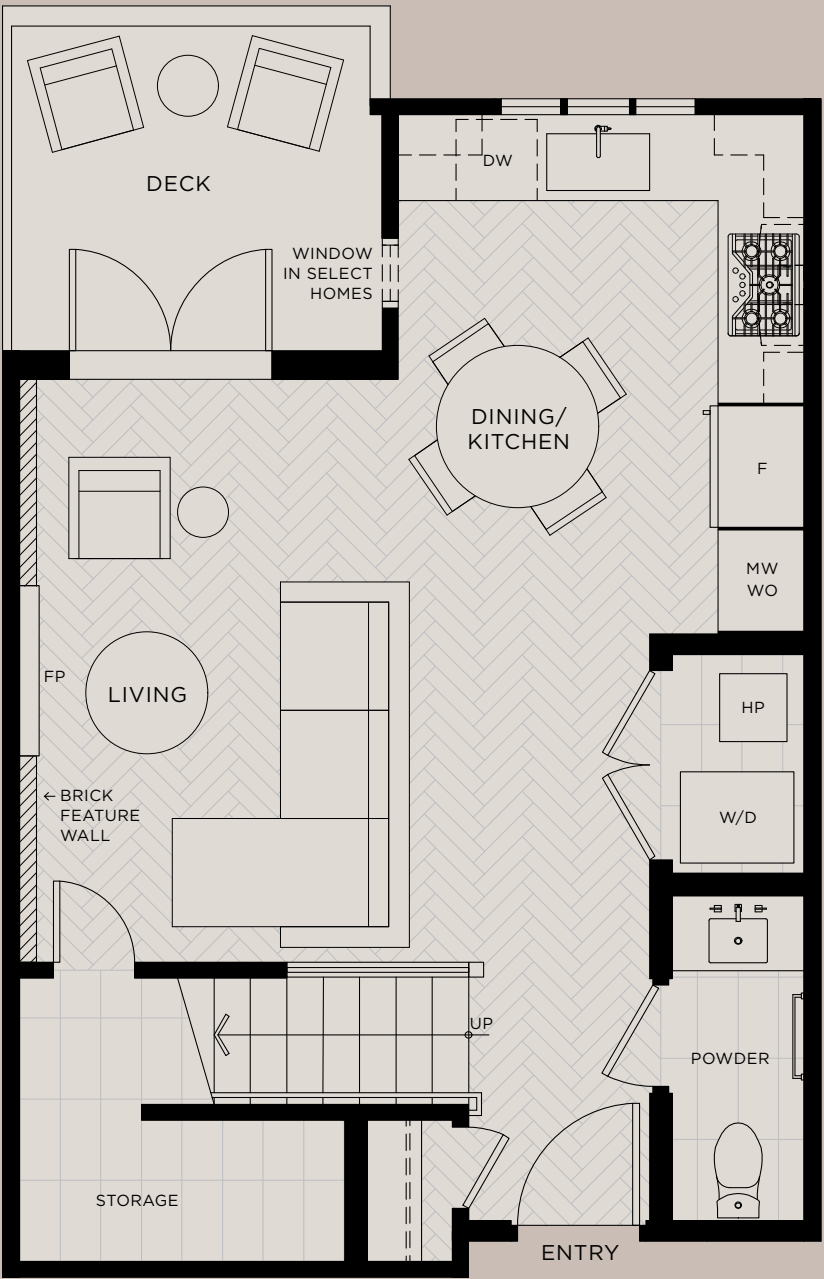 DECK
DW
WINDOW
IN SELECT
HOMES
DINING/
KITCHEN
F
MW
WO
FP
LIVING
HP
← BRICK
FEATURE
WALL
W/D
UP
POWDER
STORAGE
ENTRY